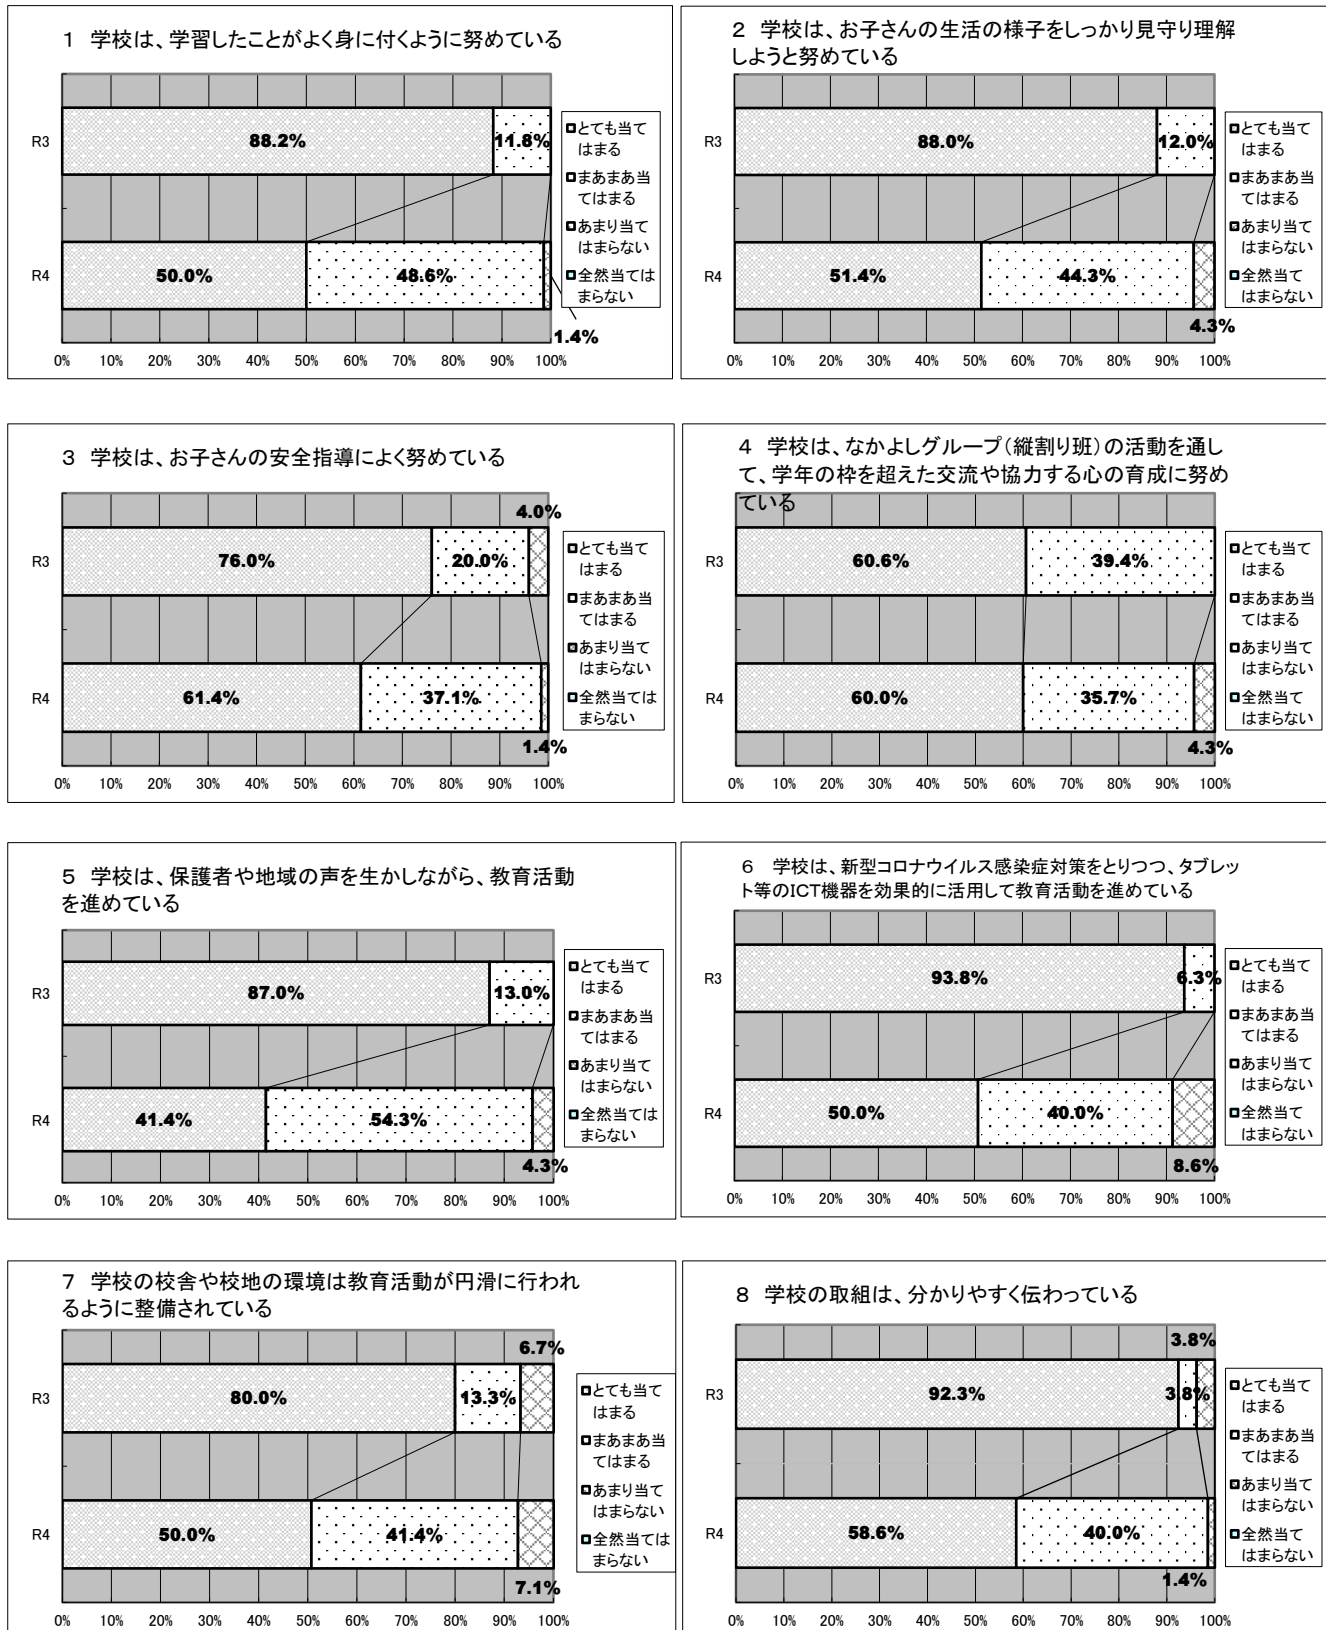 1 学校は、学習したことがよく身に付くように努めている
R3
88.2%
11.8%
R4
50.0%
48.6%
1.4%
0% 10% 20% 30% 40% 50% 60% 70% 80% 90% 100%
とても当て
はまる
まあまあ当
てはまる
あまり当て
はまらない
全然当ては
まらない
2 学校は、お子さんの生活の様子をしっかり見守り理解
しようと努めている
R3
88.0%
12.0%
R4
51.4%
44.3%
4.3%
0% 10% 20% 30% 40% 50% 60% 70% 80% 90% 100%
とても当て
はまる
まあまあ当
てはまる
あまり当て
はまらない
全然当て
はまらない
3 学校は、お子さんの安全指導によく努めている
4.0%
R3
76.0%
20.0%
R4
61.4%
37.1%
1.4%
0% 10% 20% 30% 40% 50% 60% 70% 80% 90% 100%
とても当て
はまる
まあまあ当
てはまる
あまり当て
はまらない
全然当ては
まらない
4 学校は、なかよしグループ(縦割り班)の活動を通し
て、学年の枠を超えた交流や協力する心の育成に努め
ている
R3
60.6%
39.4%
R4
60.0%
35.7%
4.3%
0% 10% 20% 30% 40% 50% 60% 70% 80% 90% 100%
とても当て
はまる
まあまあ当
てはまる
あまり当て
はまらない
全然当て
はまらない
5 学校は、保護者や地域の声を生かしながら、教育活動
を進めている
R3
87.0%
13.0%
R4
41.4%
54.3%
4.3%
0% 10% 20% 30% 40% 50% 60% 70% 80% 90% 100%
とても当て
はまる
まあまあ当
てはまる
あまり当て
はまらない
全然当て
はまらない
6 学校は、新型コロナウイルス感染症対策をとりつつ、タブレッ
ト等のICT機器を効果的に活用して教育活動を進めている
R3
93.8%
6.3%
R4
50.0%
40.0%
8.6%
0% 10% 20% 30% 40% 50% 60% 70% 80% 90% 100%
とても当て
はまる
まあまあ当
てはまる
あまり当て
はまらない
全然当て
はまらない
7 学校の校舎や校地の環境は教育活動が円滑に行われ
るように整備されている
6.7%
R3
80.0%
13.3%
R4
50.0%
41.4%
7.1%
0% 10% 20% 30% 40% 50% 60% 70% 80% 90% 100%
とても当て
はまる
まあまあ当
てはまる
あまり当て
はまらない
全然当ては
まらない
8 学校の取組は、分かりやすく伝わっている
3.8%
R3
92.3%
3.8%
R4
58.6%
40.0%
1.4%
0% 10% 20% 30% 40% 50% 60% 70% 80% 90% 100%
とても当て
はまる
まあまあ当
てはまる
あまり当て
はまらない
全然当て
はまらない